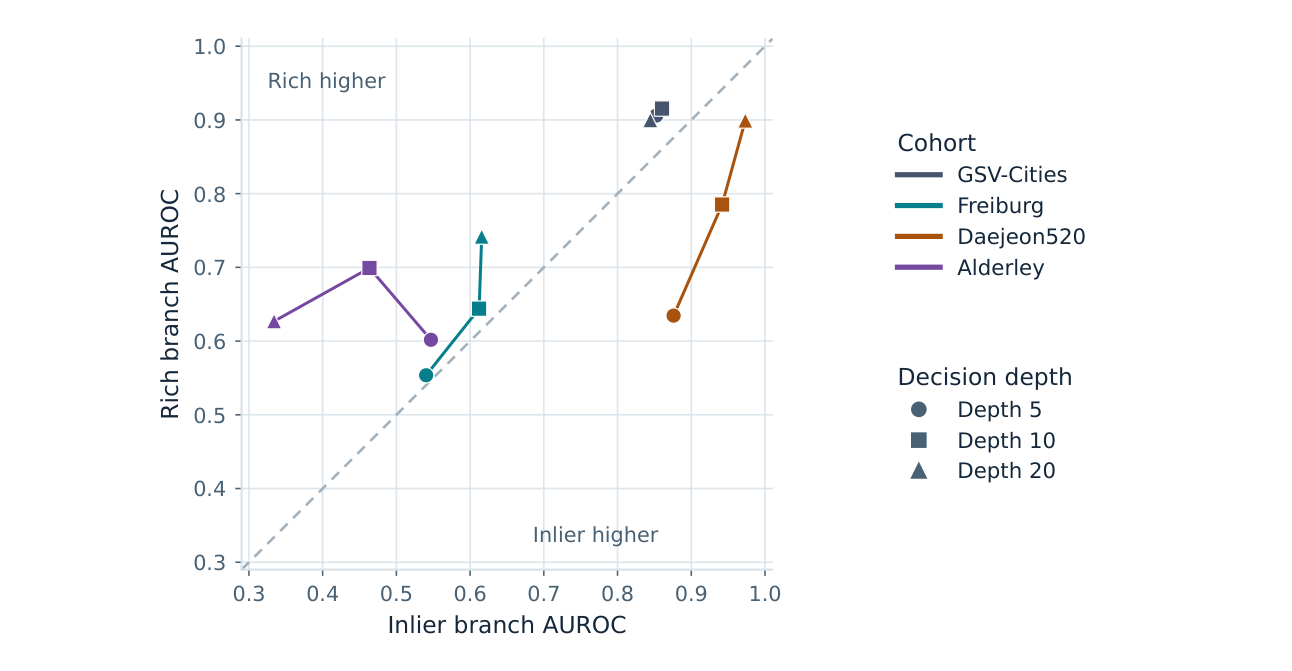 1.0
0.9
0.8
0.7
0.6
0.5
0.4
0.3
Rich branch AUROC
Rich higher
Inlier higher
0.3 0.4 0.5 0.6 0.7 0.8 0.9 1.0
Inlier branch AUROC
Cohort
GSV-Cities
Freiburg
Daejeon520
Alderley
Decision depth
Depth 5
Depth 10
Depth 20